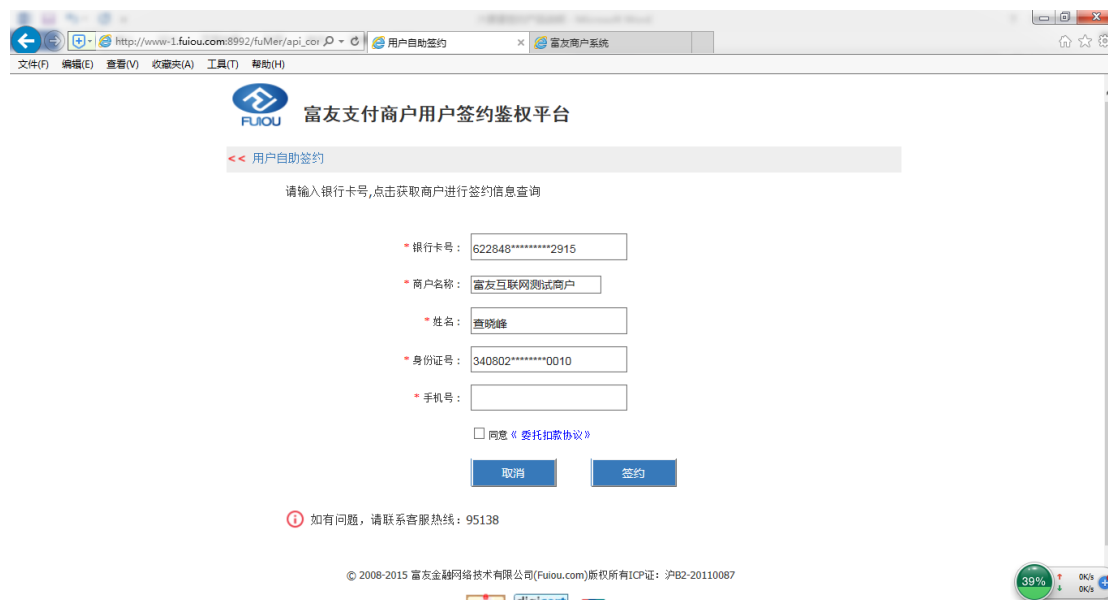 http://www-1.fuiou.com:8992/fuMer/api_cor
用户自助签约
富友商户系统
文件(F) 编辑(E) 查看(V) 收藏夹(A) 工具(T) 帮助(H)
FUIOU
富友支付商户用户签约鉴权平台
<< 用户自助签约
请输入银行卡号,点击获取商户进行签约信息查询
* 银行卡号： 622848*********2915
* 商户名称： 富友互联网测试商户
* 姓名： 查晓峰
* 身份证号： 340802********0010
* 手机号：
同意《 委托扣款协议》
取消 签约
如有问题，请联系客服热线：95138
© 2008-2015 富友金融网络技术有限公司(Fuiou.com)版权所有ICP证：沪B2-20110087
39%
0K/s
0K/s